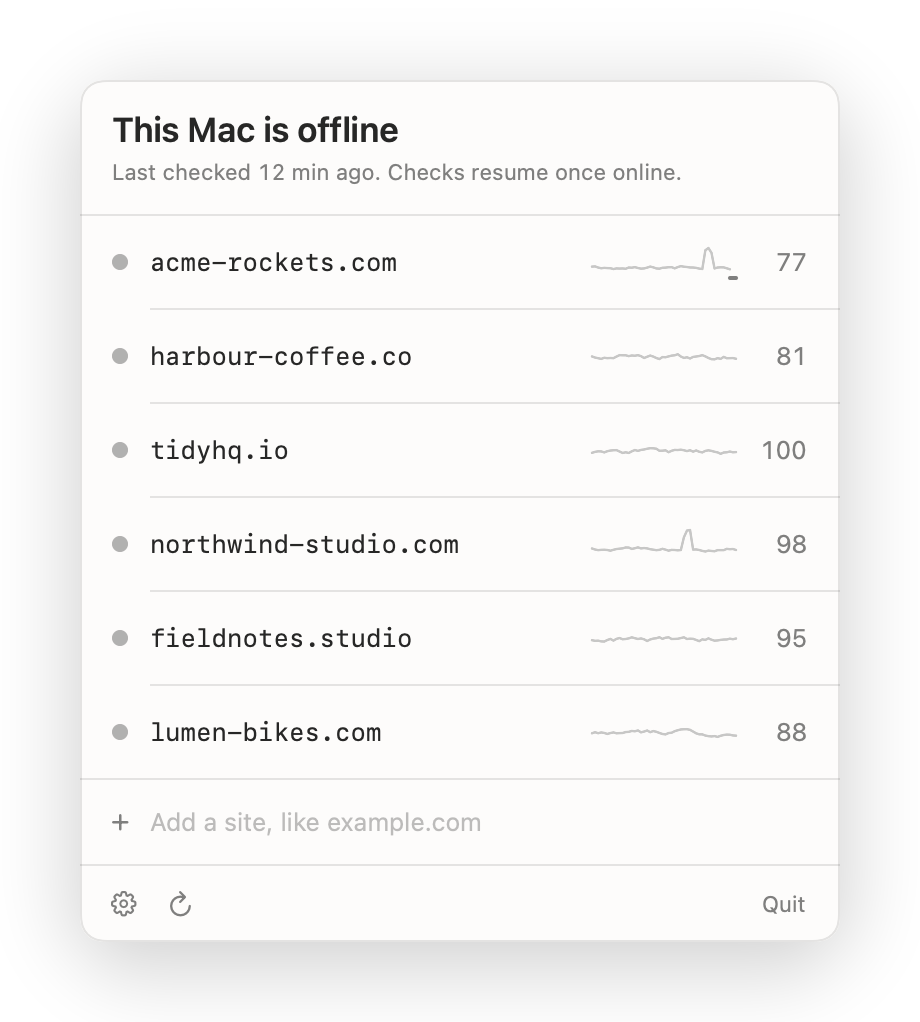 This Mac is offline
Last checked 12 min ago. Checks resume once online.
acme-rockets.com 77
harbour-coffee.co 81
tidyhq.io 100
northwind-studio.com 98
fieldnotes.studio 95
lumen-bikes.com 88
+ Add a site, like example.com
Quit